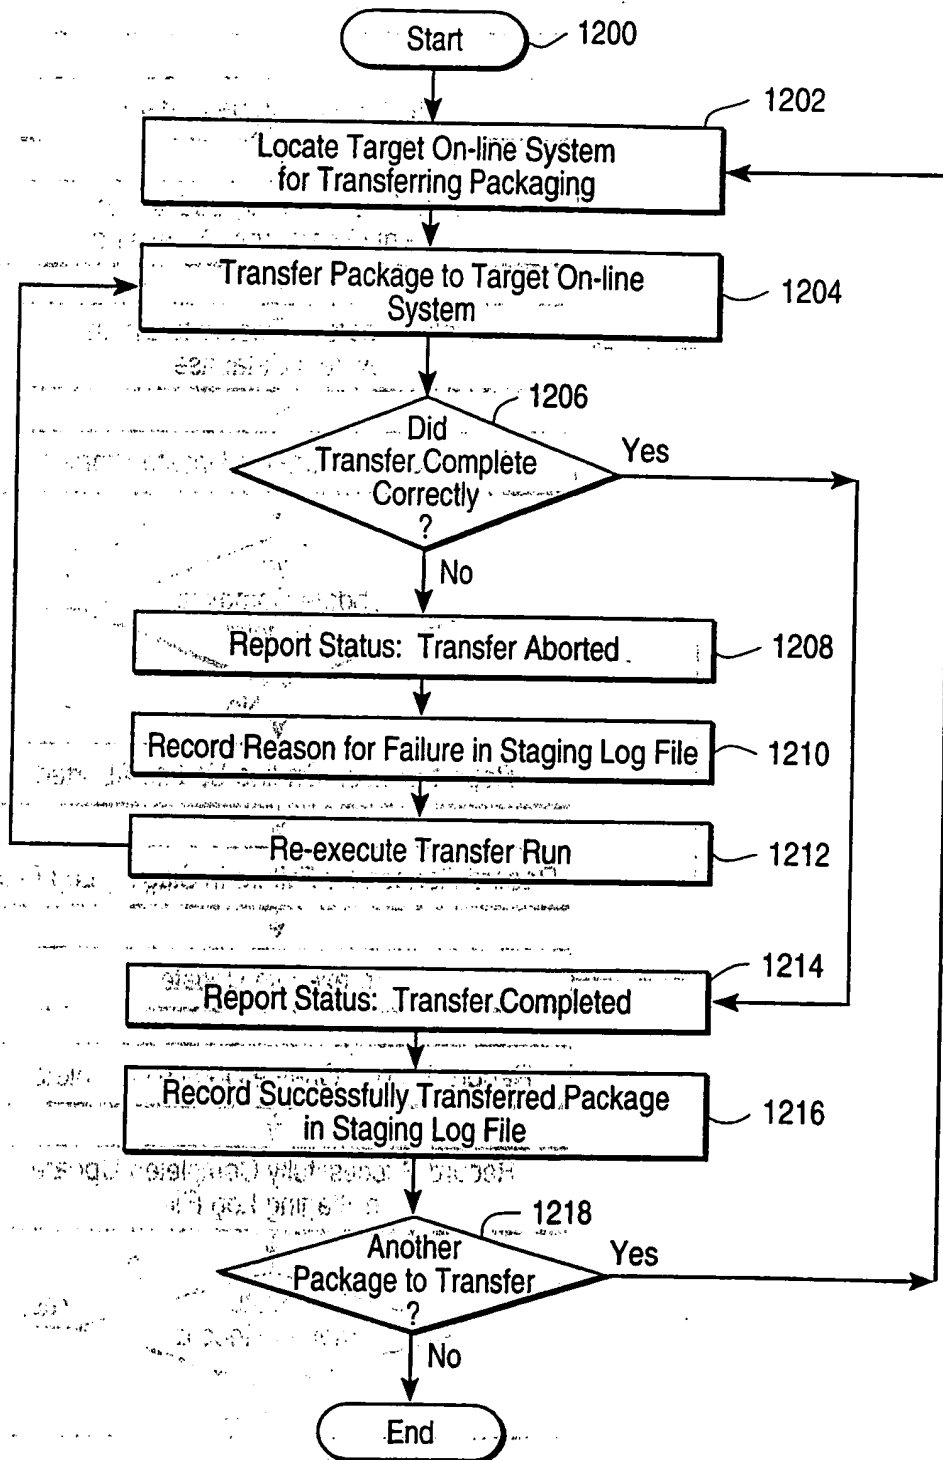 Start
1200
1202
Locate Target On-line System
for Transferring Packaging
Transfer Package to Target On-line
System
1204
1206
Did
Transfer Complete
Correctly
?
Yes
No
Report Status: Transfer Aborted
1208
Record Reason for Failure in Staging Log File
1210
Re-execute Transfer Run
1212
1214
Report Status: Transfer Completed
Record Successfully Transferred Package
in Staging Log File
1216
1218
Another
Package to Transfer
?
Yes
No
End